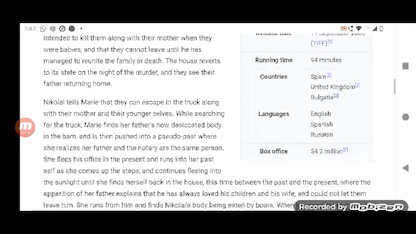 7:47
intended to kill them along with their mother when they
were babies, and that they cannot leave until he has
managed to reunite the family in death. The house reverts
to its state on the night of the murder, and they see their
father returning home.
Nikolai tells Marie that they can escape in the truck along
with their mother and their younger selves. While searching
for the truck, Marie finds her father's now desiccated body
in the barn, and is then pushed into a pseudo-past where
she realizes her father and the notary are the same person.
She flees his office in the present and runs into her past
self as she comes up the steps, and continues fleeing into
the sunlight until she finds herself back in the house, this time between the past and the present, where
the apparition of her father explains that he has always loved his children and his wife, and could not let them
leave him. She runs from him and finds Nikolai's body being eaten by boars. When
(TIFF)
Running time 94 minutes
Countries Spain
United Kingdom
Bulgaria
Languages English
Spanish
Russian
Box office $4.2 million
Recorded by Mobizen